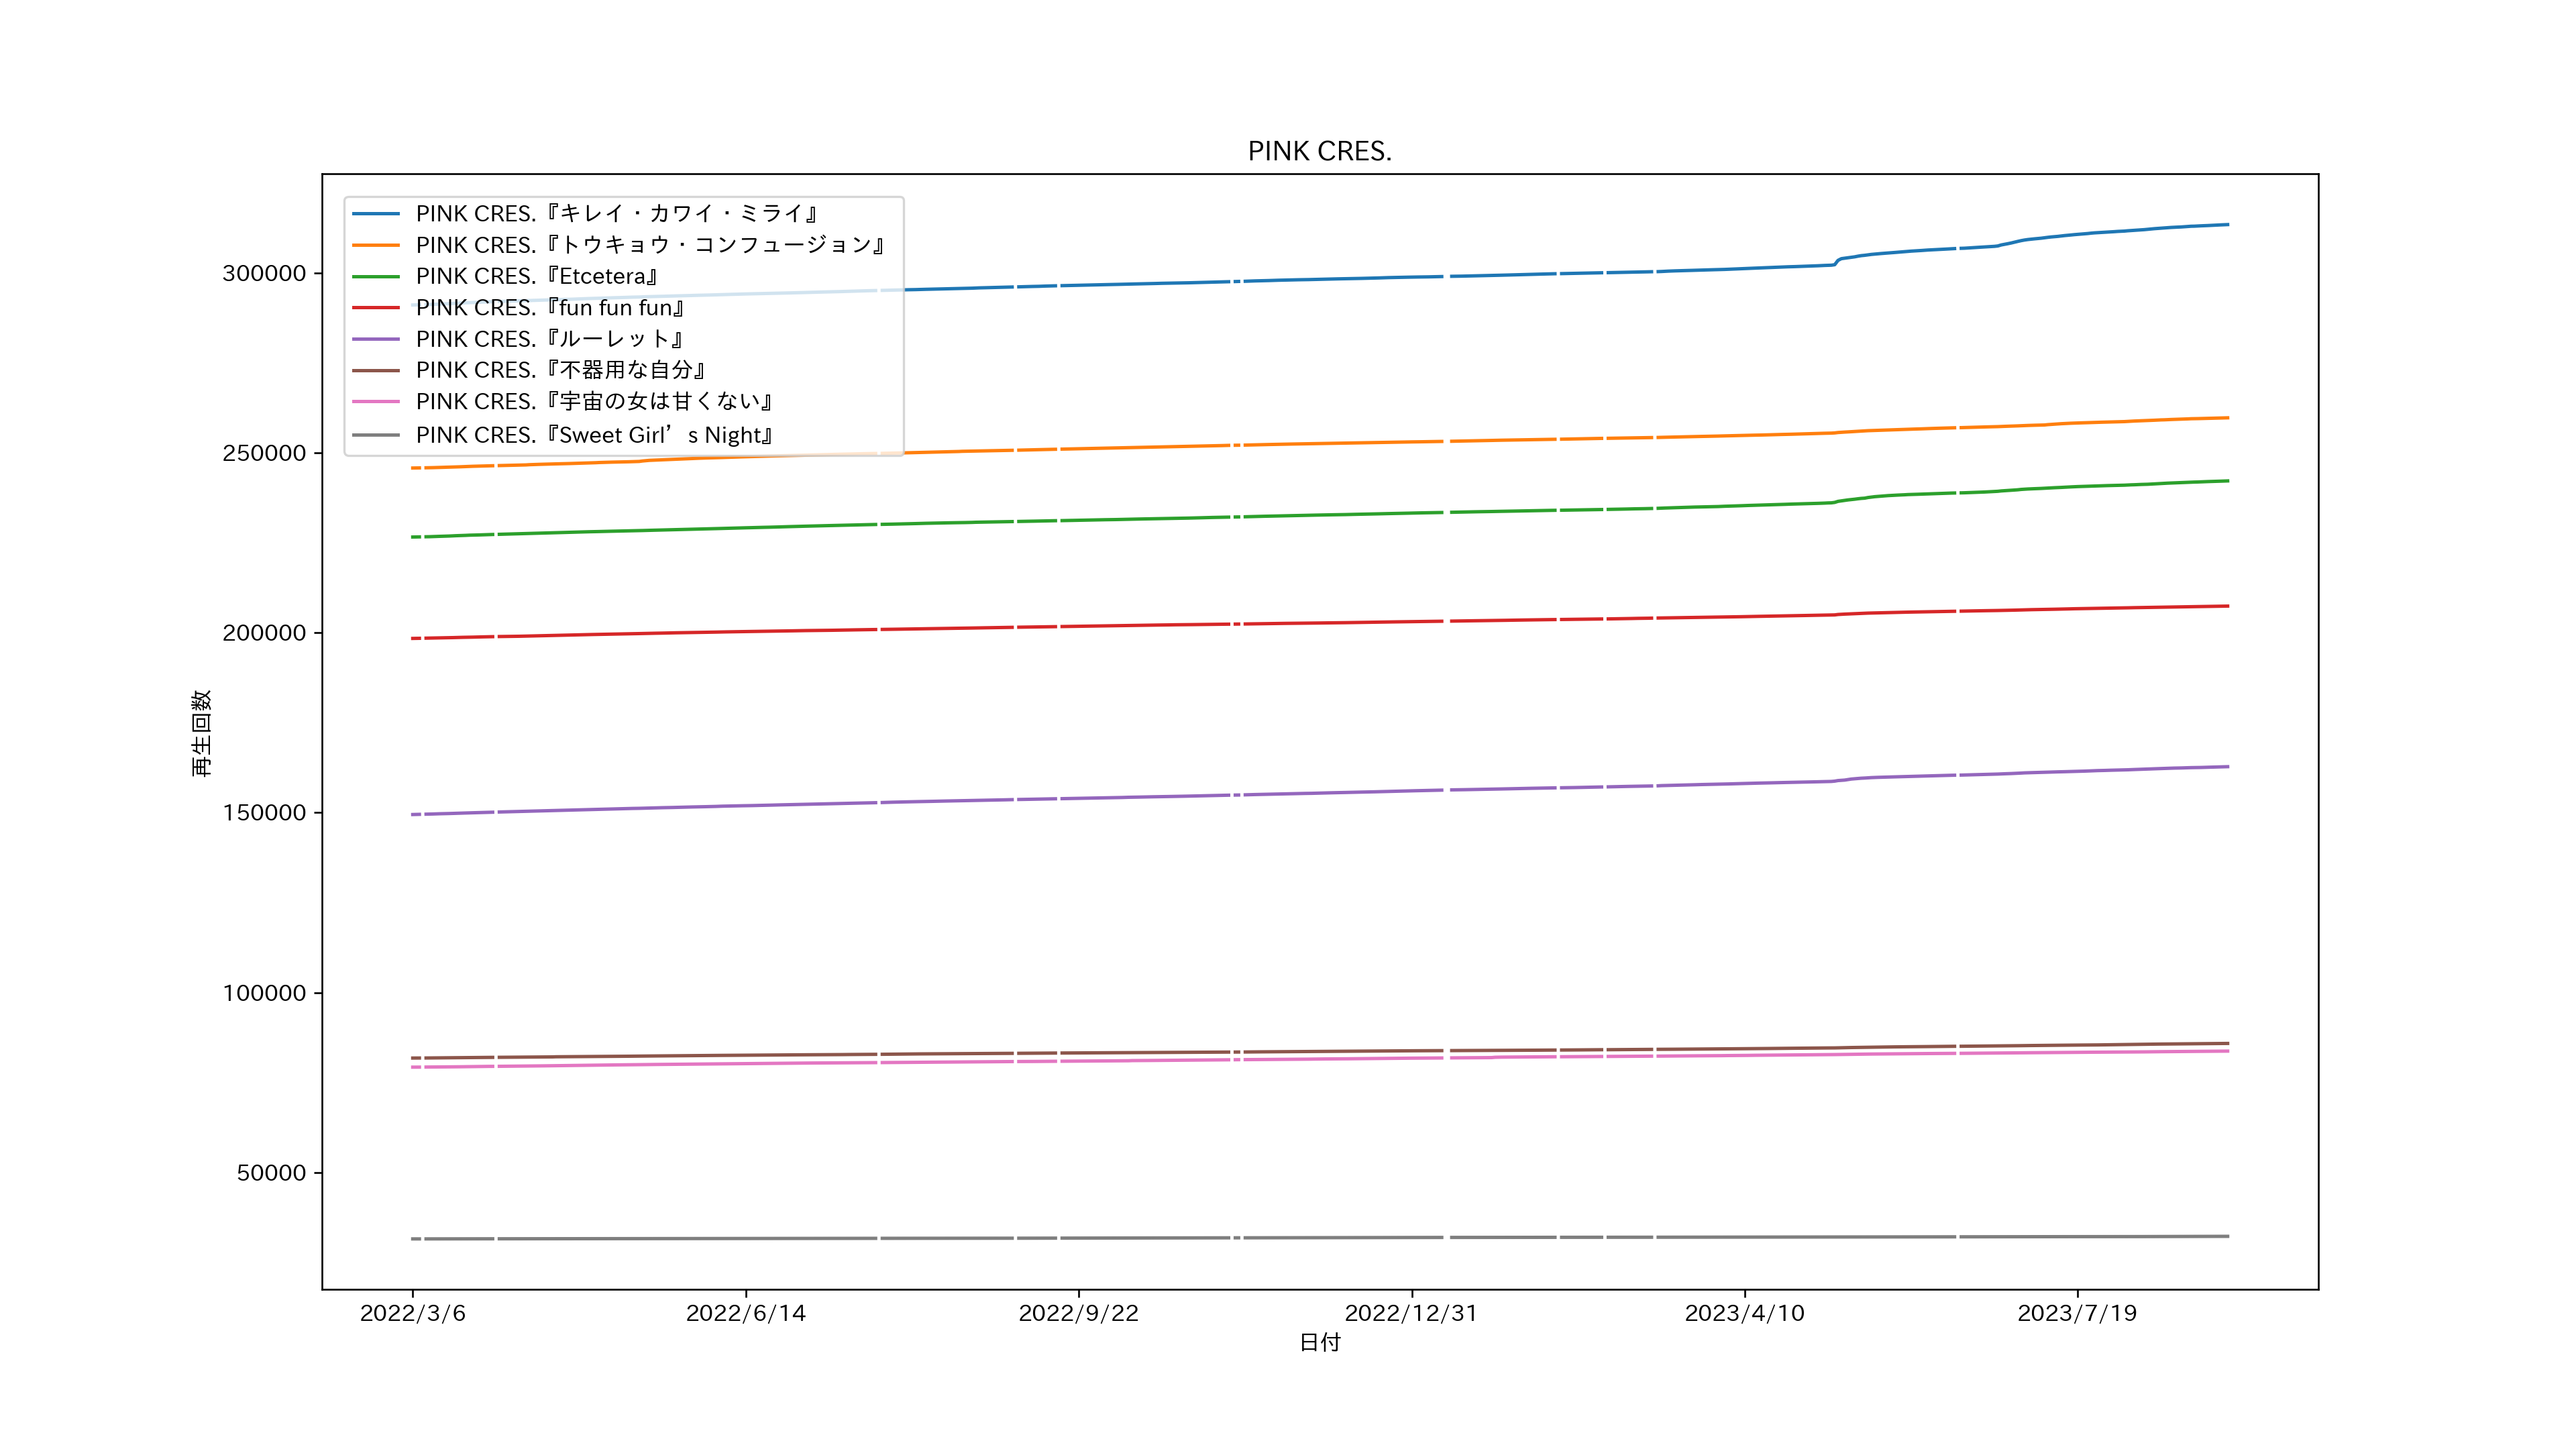 PINK CRES.
PINK CRES.『キレイ・カワイ・ミライ』
PINK CRES.『トウキョウ・コンフュージョン』
PINK CRES.『Etcetera』
PINK CRES.『fun fun fun』
PINK CRES.『ルーレット』
PINK CRES.『不器用な自分』
PINK CRES.『宇宙の女は甘くない』
PINK CRES.『Sweet Girl’s Night』
300000
250000
200000
150000
100000
50000
再生回数
2022/3/6
2022/6/14
2022/9/22
2022/12/31
2023/4/10
2023/7/19
日付